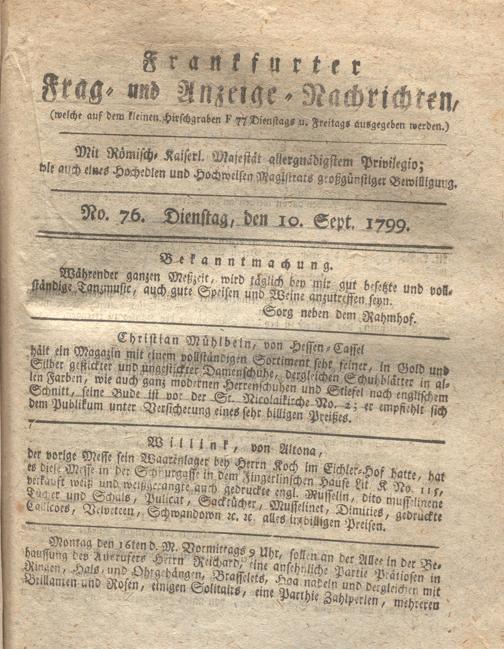 Frankfurter
Frag- und Anzeige-Nachrichten,
(welche auf dem kleinen Hirschgraben F 77 Dienstags u. Freitags ausgegeben werden.)
Mit Römisch-Kaiserl. Majestät allergnädigstem Privilegio;
wie auch eines Hochedlen und Hochweisen Magistrats großgünstiger Bewilligung.
No. 76. Dienstag, den 10. Sept. 1799.
Bekanntmachung.
Währender ganzen Meßzeit, wird täglich bey mir gut besetzte und voll-
ständige Tanzmusic, auch gute Speisen und Weine anzutreffen seyn.
Sorg neben dem Rahmhof.
Christian Mühlbein, von Hessen-Cassel
hält ein Magazin mit einem vollständigen Sortiment sehr feiner, in Gold und
Silber gestickter und ungestickter Damenschuhe, dergleichen Schuhblätter in al-
len Farben, wie auch ganz modernen Herrenschuhen und Stiefel nach englischem
Schnitt, seine Bude ist vor der St. Nicolaikirche No. 2; er empfiehlt sich
dem Publikum unter Versicherung eines sehr billigen Preißes.
Willink, von Altona,
der vorige Messe sein Waarenlager bey Herrn Koch im Eichler-Hof hatte, hat
es diese Messe in der Schnurgasse in dem Fingerlinschen Hause Lit. K No. 115,
verkauft weiß und weißgerangte auch gedruckte engl. Musselin, dito musselinene
Tücher und Schals, Pulicat, Sacktücher, Musselinet, Dimities, gedruckte
Callicoes, Velveteen, Schwandown ꝛc. ꝛc. alles in billigen Preisen.
Montag den 16ten d. M. Vormittags 9 Uhr, sollen an der Allee in der Be-
haussung des Ausrufers Herrn Reichard, eine ansehnliche Partie Prätiosen in
Ringen, Hals- und Ohrgehängen, Brasselets, Haarnadeln und dergleichen mit
Brillanten und Rosen, einigen Solitairs, eine Parthie Zahlperlen, mehreren